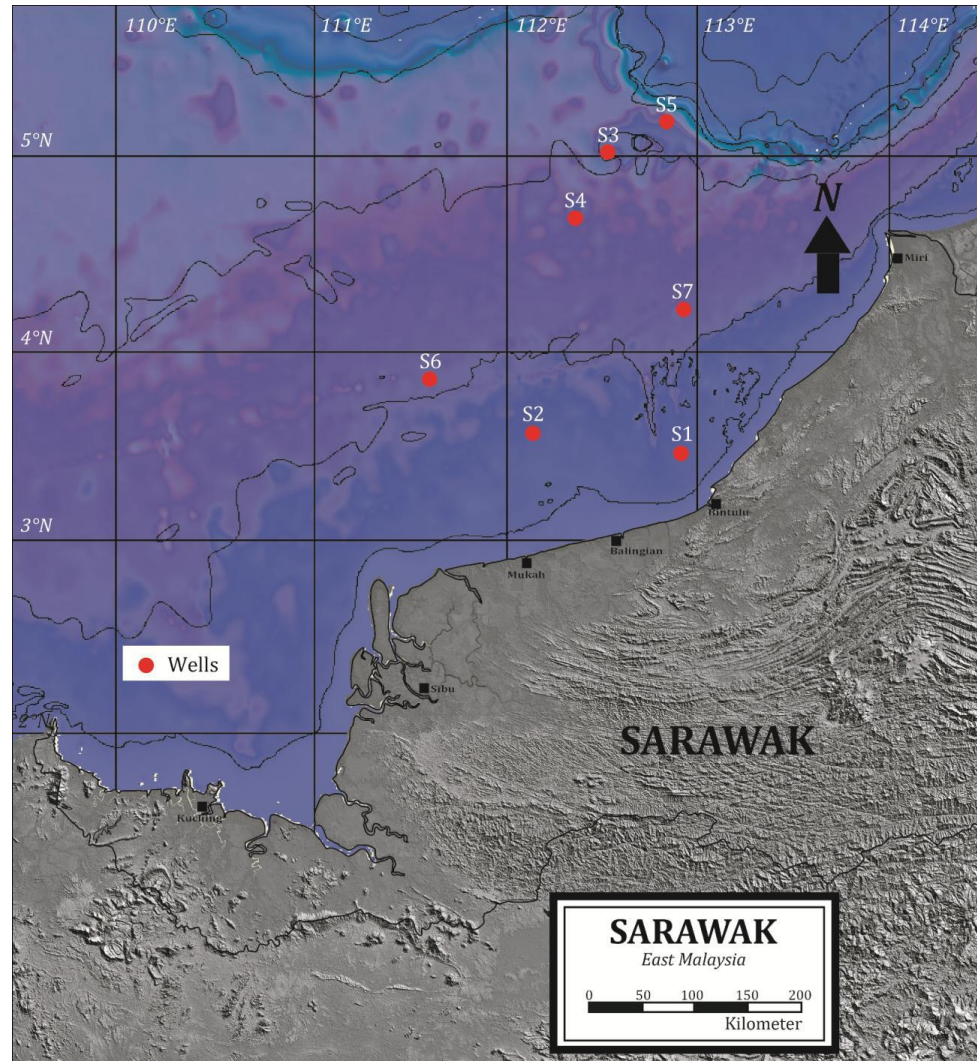 110°E
111°E
112°E
113°E
114°E
S5
5°N
S3
S4
N
Miri
S7
4°N
S6
S2
S1
Bintulu
3°N
Balingian
Mukah
Wells
Sibu
SARAWAK
Kuching
SARAWAK
East Malaysia
0 50 100 150 200
Kilometer